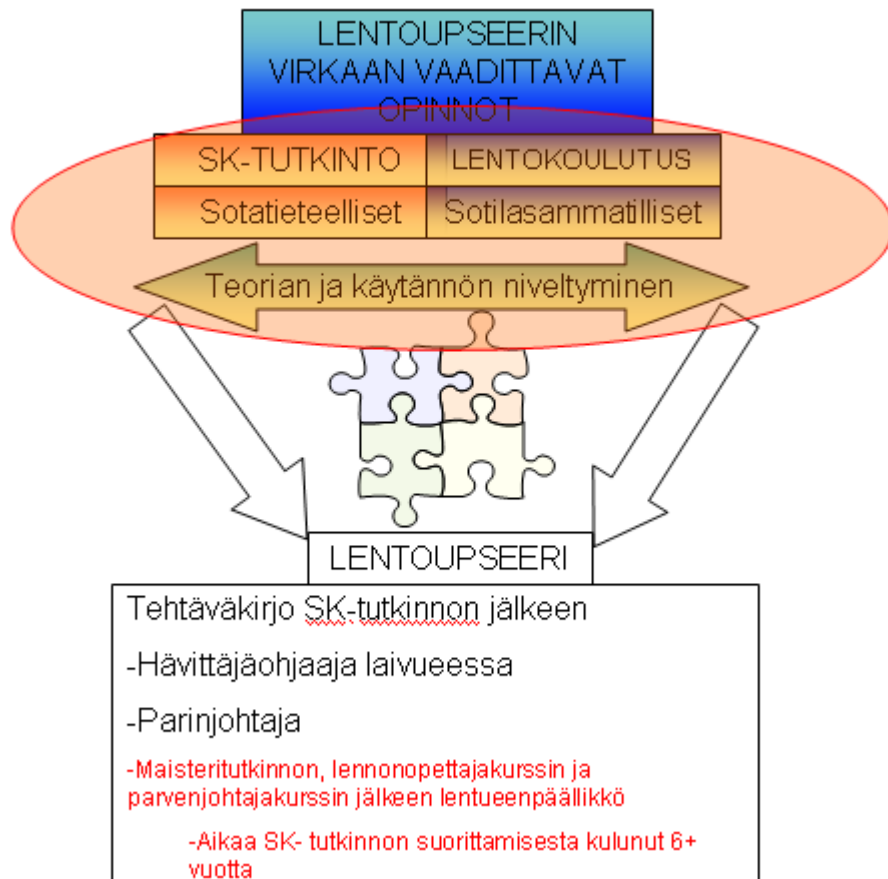 LENTOUPSEERIN
VIRKAAN VAADITTAVAT
OPINNOT
SK-TUTKINTO
LENTOKOULUTUS
Sotatieteelliset
Sotilasammatilliset
Teorian ja käytännön niveltyminen
LENTOUPSEERI
Tehtäväkirjo SK-tutkinnon jälkeen
-Hävittäjäohjaaja laivueessa
-Parinjohtaja
-Maisteritutkinnon, lennonopettajakurssin ja
parvenjohtajakurssin jälkeen lentueenpäällikkö
-Aikaa SK- tutkinnon suorittamisesta kulunut 6+
vuotta